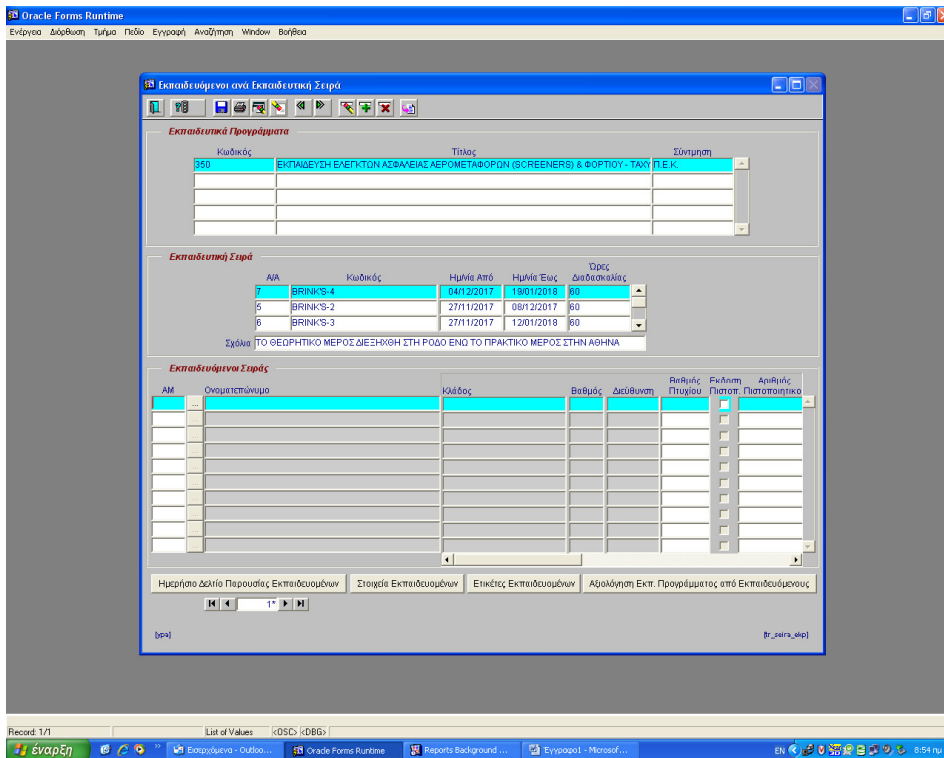 Oracle Forms Runtime
Ενέργεια Διόρθωση Τμήμα Πεδίο Εγγραφή Αναζήτηση Window Βοήθεια
Εκπαιδευόμενοι ανά Εκπαιδευτική Σειρά
Εκπαιδευτικά Προγράμματα
Κωδικός Τίτλος Σύντμηση
350 ΕΚΠΑΙΔΕΥΣΗ ΕΛΕΓΚΤΩΝ ΑΣΦΑΛΕΙΑΣ ΑΕΡΟΜΕΤΑΦΟΡΩΝ (SCREENERS) & ΦΟΡΤΙΟΥ - ΤΑΧΥ Π.Ε.Κ.
Εκπαιδευτική Σειρά
Α/Α Κωδικός Ημ/νία Από Ημ/νία Έως Ώρες Διαδασκαλίας
7 BRINK'S-4 04/12/2017 19/01/2018 60
5 BRINK'S-2 27/11/2017 08/12/2017 60
6 BRINK'S-3 27/11/2017 12/01/2018 60
Σχόλια ΤΟ ΘΕΩΡΗΤΙΚΟ ΜΕΡΟΣ ΔΙΕΞΗΧΘΗ ΣΤΗ ΡΟΔΟ ΕΝΩ ΤΟ ΠΡΑΚΤΙΚΟ ΜΕΡΟΣ ΣΤΗΝ ΑΘΗΝΑ
Εκπαιδευόμενοι Σειράς
ΑΜ Ονοματεπώνυμο Κλάδος Βαθμός Διεύθυνση Βαθμός Πτυχίου Έκδοση Πιστοπ. Αριθμός Πιστοποιητικο
Ημερήσιο Δελτίο Παρουσίας Εκπαιδευομένων Στοιχεία Εκπαιδευομένων Ετικέτες Εκπαιδευομένων Αξιολόγηση Εκπ. Προγράμματος από Εκπαιδευόμενους
1*
[ypa] [tr_seira_ekp]
Record: 1/1 List of Values <OSC> <DBG>
έναρξη Εισερχόμενα - Outloo... Oracle Forms Runtime Reports Background ... Έγγραφο1 - Microsof... EN 8:54 πμ